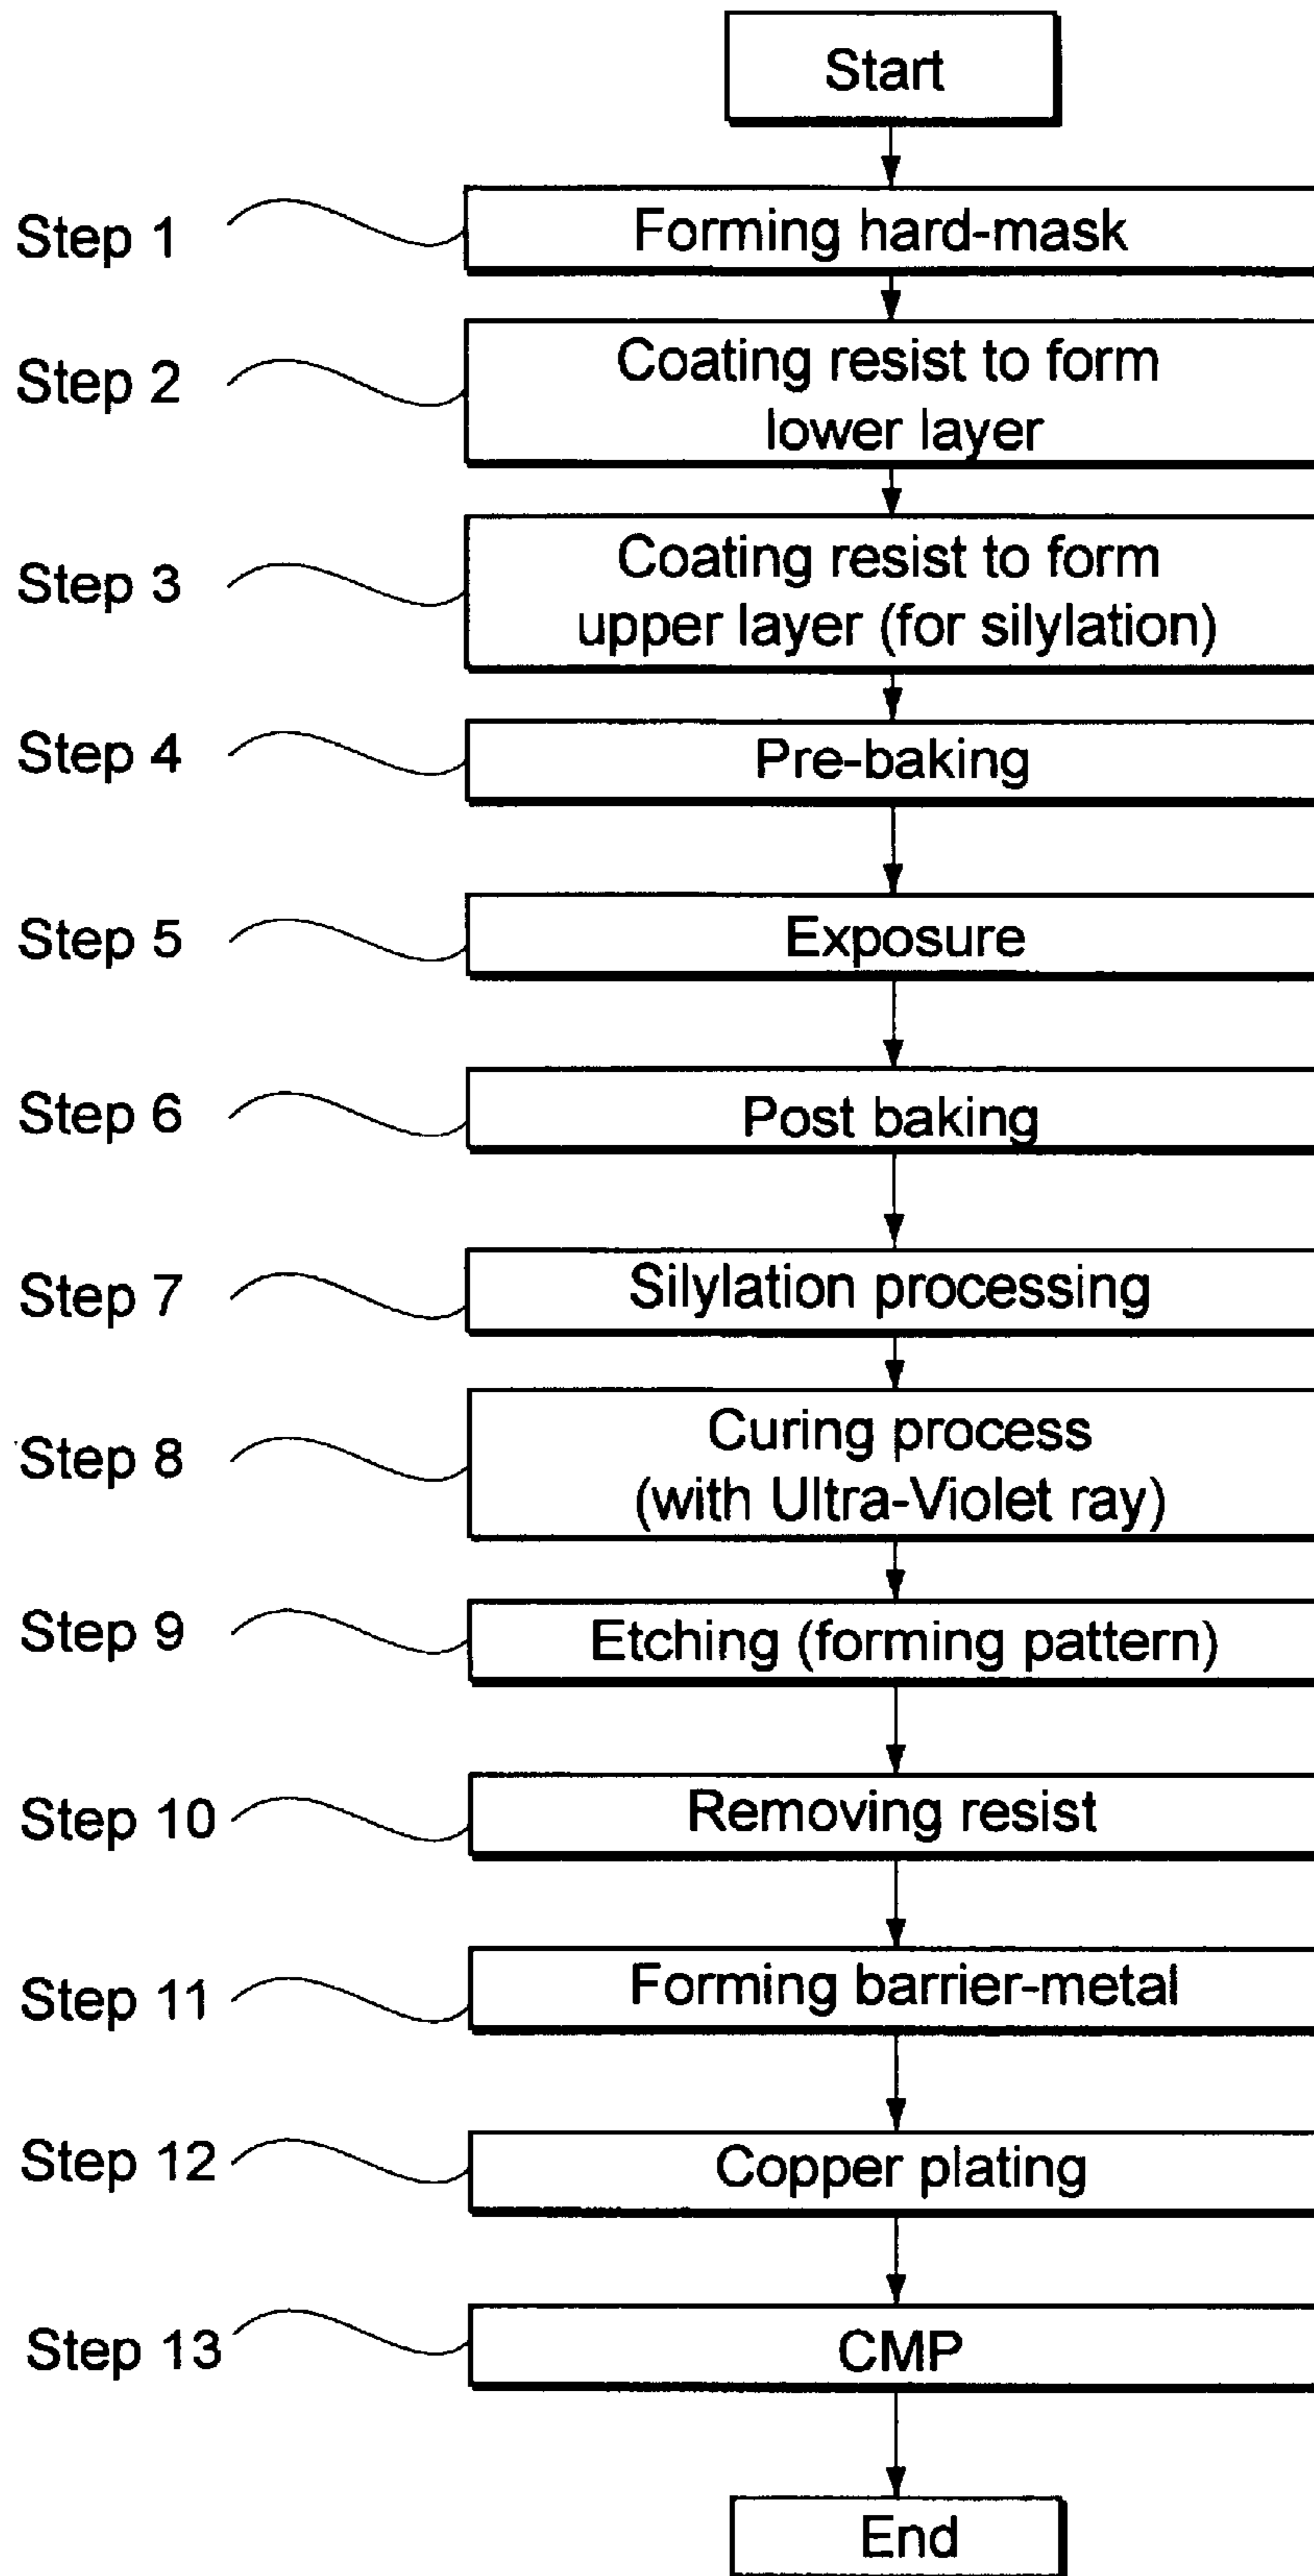 Start
Step 1
Forming hard-mask
Step 2
Coating resist to form
lower layer
Step 3
Coating resist to form
upper layer (for silylation)
Step 4
Pre-baking
Step 5
Exposure
Step 6
Post baking
Step 7
Silylation processing
Step 8
Curing process
(with Ultra-Violet ray)
Step 9
Etching (forming pattern)
Step 10
Removing resist
Step 11
Forming barrier-metal
Step 12
Copper plating
Step 13
CMP
End